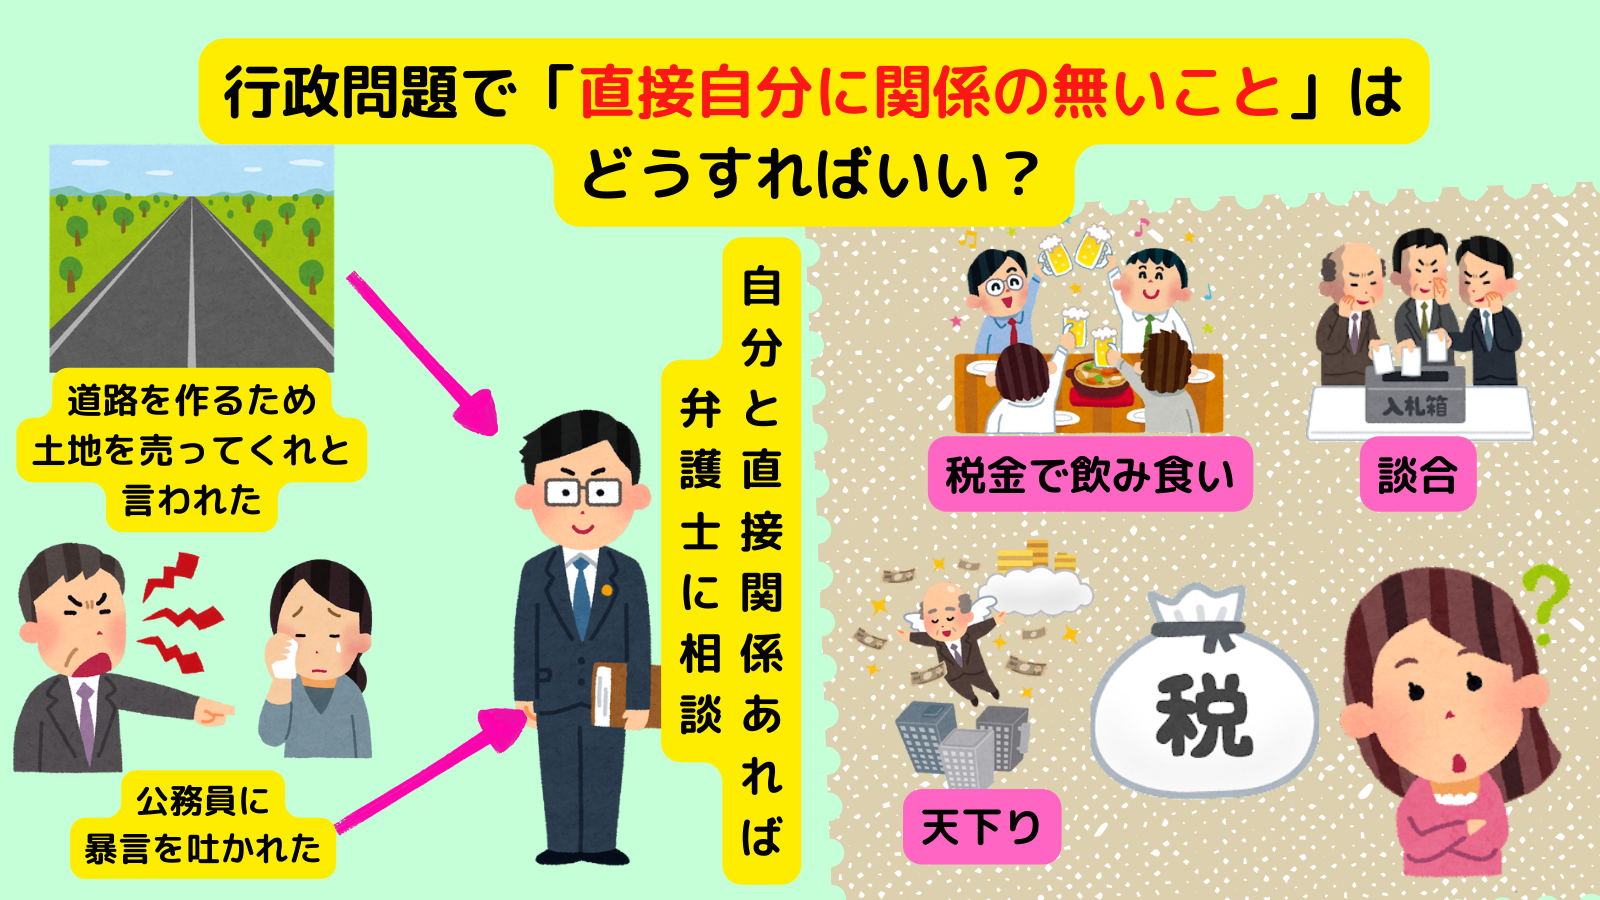 行政問題で「直接自分に関係の無いこと」は
どうすればいい？
道路を作るため
土地を売ってくれと
言われた
公務員に
暴言を吐かれた
自分と直接関係あれば
弁護士に相談
税金で飲み食い
入札箱
談合
天下り
税